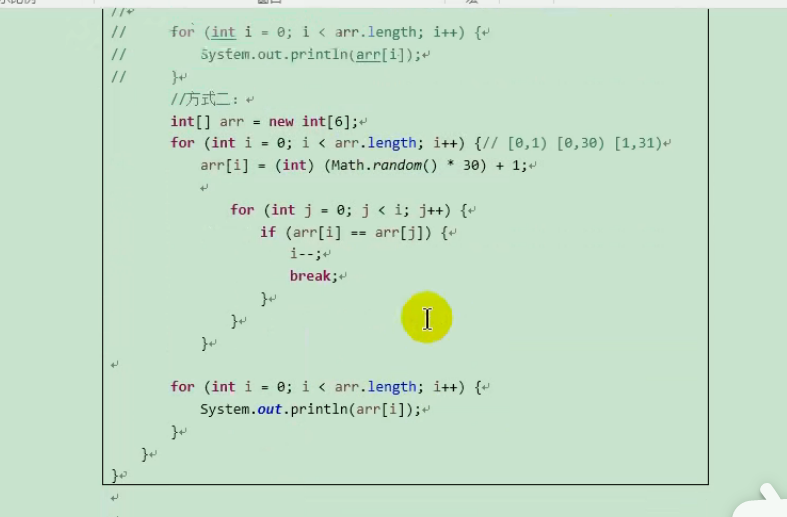 //
// for (int i = 0; i < arr.length; i++) {
// System.out.println(arr[i]);
// }
//方式二：
int[] arr = new int[6];
for (int i = 0; i < arr.length; i++) {// [0,1) [0,30) [1,31)
arr[i] = (int) (Math.random() * 30) + 1;
for (int j = 0; j < i; j++) {
if (arr[i] == arr[j]) {
i--;
break;
}
}
}
for (int i = 0; i < arr.length; i++) {
System.out.println(arr[i]);
}
}
}